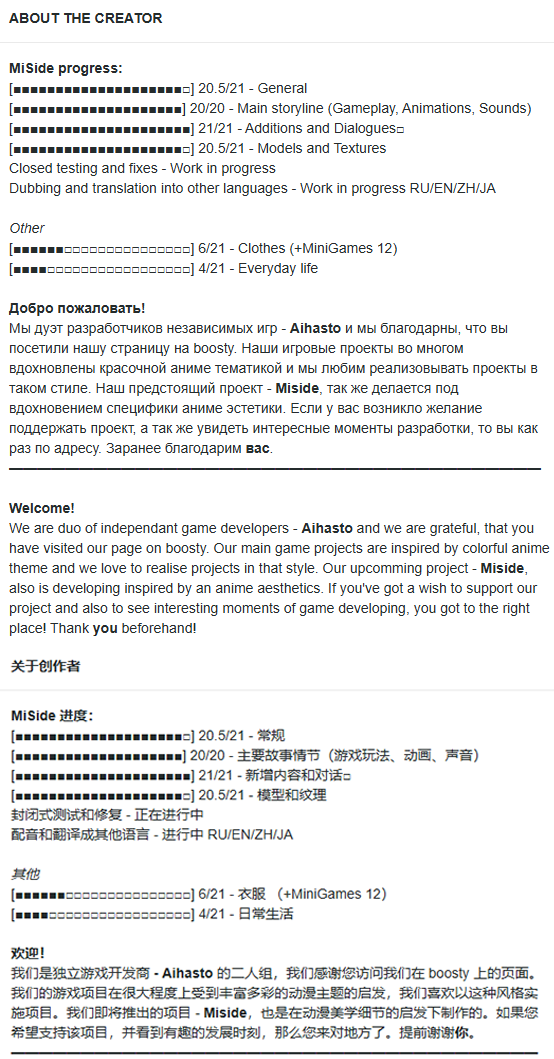 ABOUT THE CREATOR
MiSide progress:
[■■■■■■■■■■■■■■■■■■■■□] 20.5/21 - General
[■■■■■■■■■■■■■■■■■■■■] 20/20 - Main storyline (Gameplay, Animations, Sounds)
[■■■■■■■■■■■■■■■■■■■■■] 21/21 - Additions and Dialogues□
[■■■■■■■■■■■■■■■■■■■■□] 20.5/21 - Models and Textures
Closed testing and fixes - Work in progress
Dubbing and translation into other languages - Work in progress RU/EN/ZH/JA
Other
[■■■■■■□□□□□□□□□□□□□□□] 6/21 - Clothes (+MiniGames 12)
[■■■■□□□□□□□□□□□□□□□□□] 4/21 - Everyday life
Добро пожаловать!
Мы дуэт разработчиков независимых игр - Aihasto и мы благодарны, что вы
посетили нашу страницу на boosty. Наши игровые проекты во многом
вдохновлены красочной аниме тематикой и мы любим реализовывать проекты в
таком стиле. Наш предстоящий проект - Miside, так же делается под
вдохновением специфики аниме эстетики. Если у вас возникло желание
поддержать проект, а так же увидеть интересные моменты разработки, то вы как
раз по адресу. Заранее благодарим вас.
Welcome!
We are duo of independant game developers - Aihasto and we are grateful, that you
have visited our page on boosty. Our main game projects are inspired by colorful anime
theme and we love to realise projects in that style. Our upcomming project - Miside,
also is developing inspired by an anime aesthetics. If you've got a wish to support our
project and also to see interesting moments of game developing, you got to the right
place! Thank you beforehand!
关于创作者
MiSide 进度：
[■■■■■■■■■■■■■■■■■■■■□] 20.5/21 - 常规
[■■■■■■■■■■■■■■■■■■■■] 20/20 - 主要故事情节（游戏玩法、动画、声音）
[■■■■■■■■■■■■■■■■■■■■■] 21/21 - 新增内容和对话□
[■■■■■■■■■■■■■■■■■■■■□] 20.5/21 - 模型和纹理
封闭式测试和修复 - 正在进行中
配音和翻译成其他语言 - 进行中 RU/EN/ZH/JA
其他
[■■■■■■□□□□□□□□□□□□□□□] 6/21 - 衣服 （+MiniGames 12）
[■■■■□□□□□□□□□□□□□□□□□] 4/21 - 日常生活
欢迎！
我们是独立游戏开发商 - Aihasto 的二人组，我们感谢您访问我们在 boosty 上的页面。
我们的游戏项目在很大程度上受到丰富多彩的动漫主题的启发，我们喜欢以这种风格实
施项目。我们即将推出的项目 - Miside，也是在动漫美学细节的启发下制作的。如果您
希望支持该项目，并看到有趣的发展时刻，那么您来对地方了。提前谢谢你。